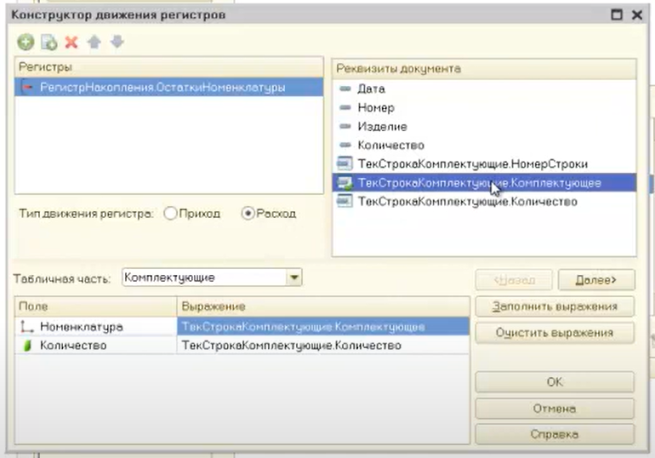 Конструктор движения регистров
Регистры
РегистрНакопления.ОстаткиНоменклатуры
Реквизиты документа
Дата
Номер
Изделие
Количество
ТекСтрокаКомплектующие.НомерСтроки
ТекСтрокаКомплектующие.Комплектующее
ТекСтрокаКомплектующие.Количество
Тип движения регистра: Приход Расход
Табличная часть: Комплектующие
<Назад Далее>
Поле Выражение
Номенклатура ТекСтрокаКомплектующие.Комплектующее
Количество ТекСтрокаКомплектующие.Количество
Заполнить выражения
Очистить выражения
ОК
Отмена
Справка